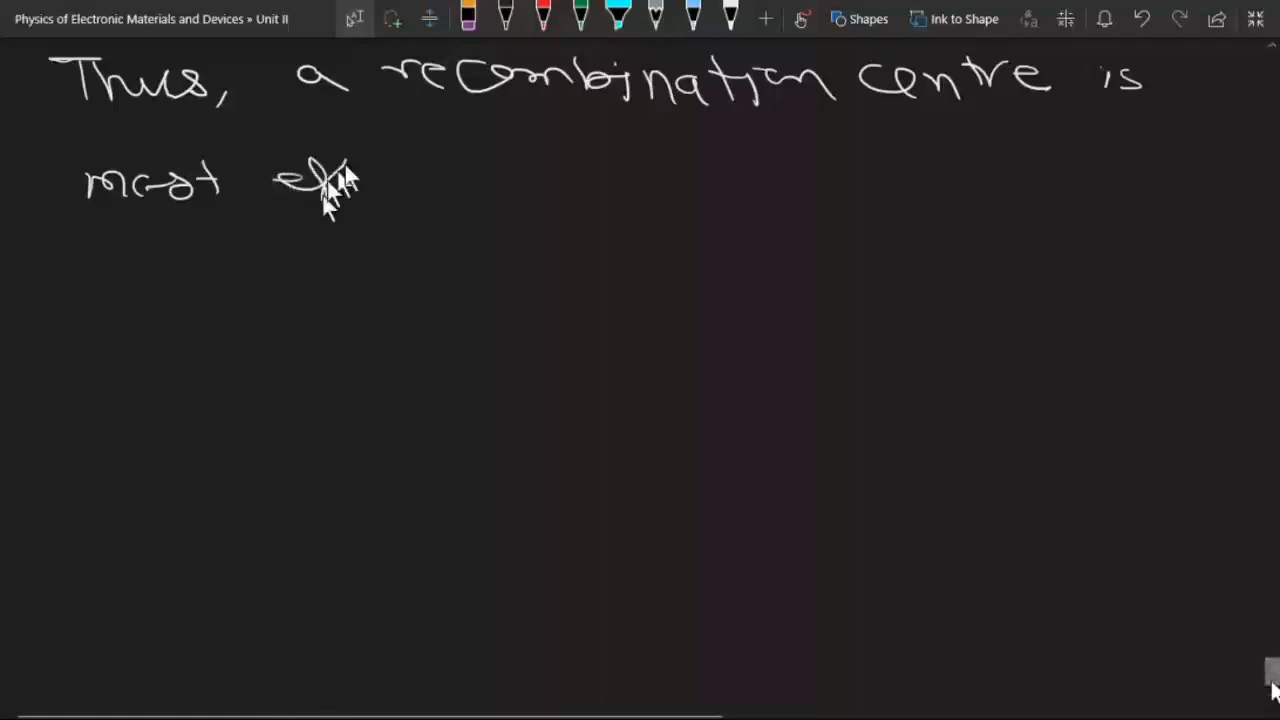 Physics of Electronic Materials and Devices » Unit II
Shapes
Ink to Shape
Thus, a recombination centre is
most